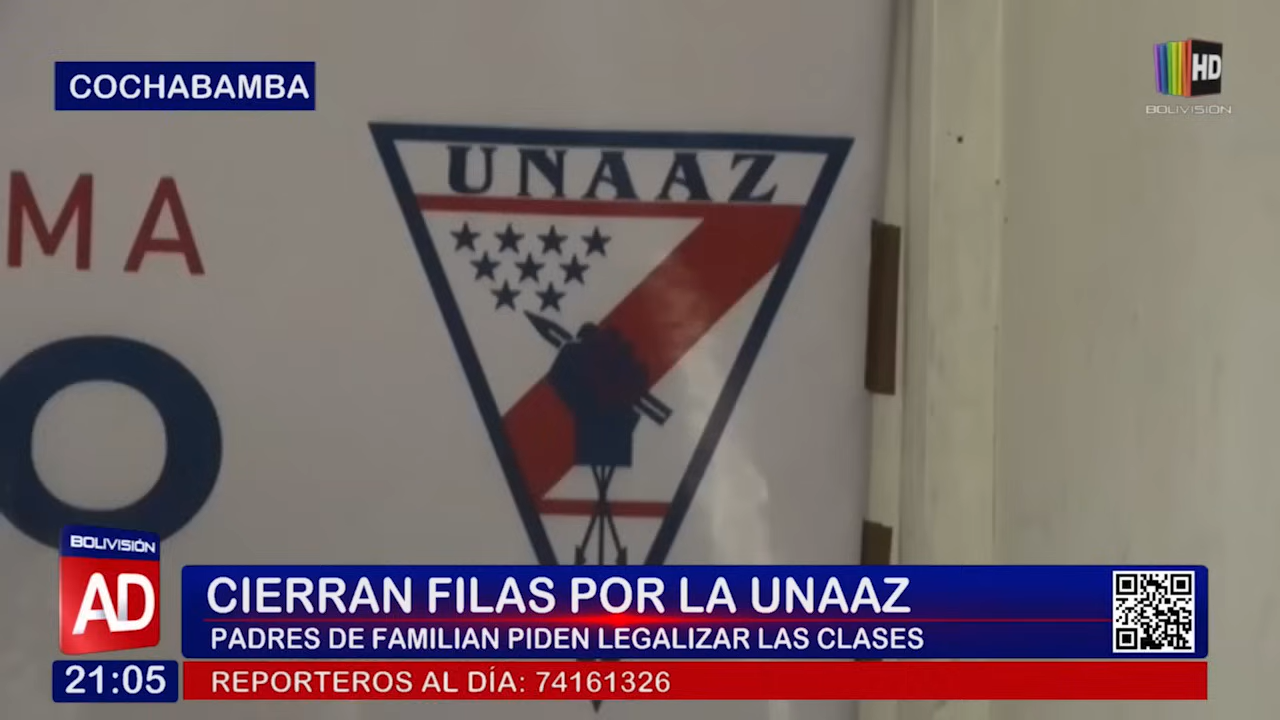 COCHABAMBA
HD
BOLIVISIÓN
UNAAZ
MA
O
BOLIVISIÓN
AD
CIERRAN FILAS POR LA UNAAZ
PADRES DE FAMILIAN PIDEN LEGALIZAR LAS CLASES
21:05
REPORTEROS AL DÍA: 74161326